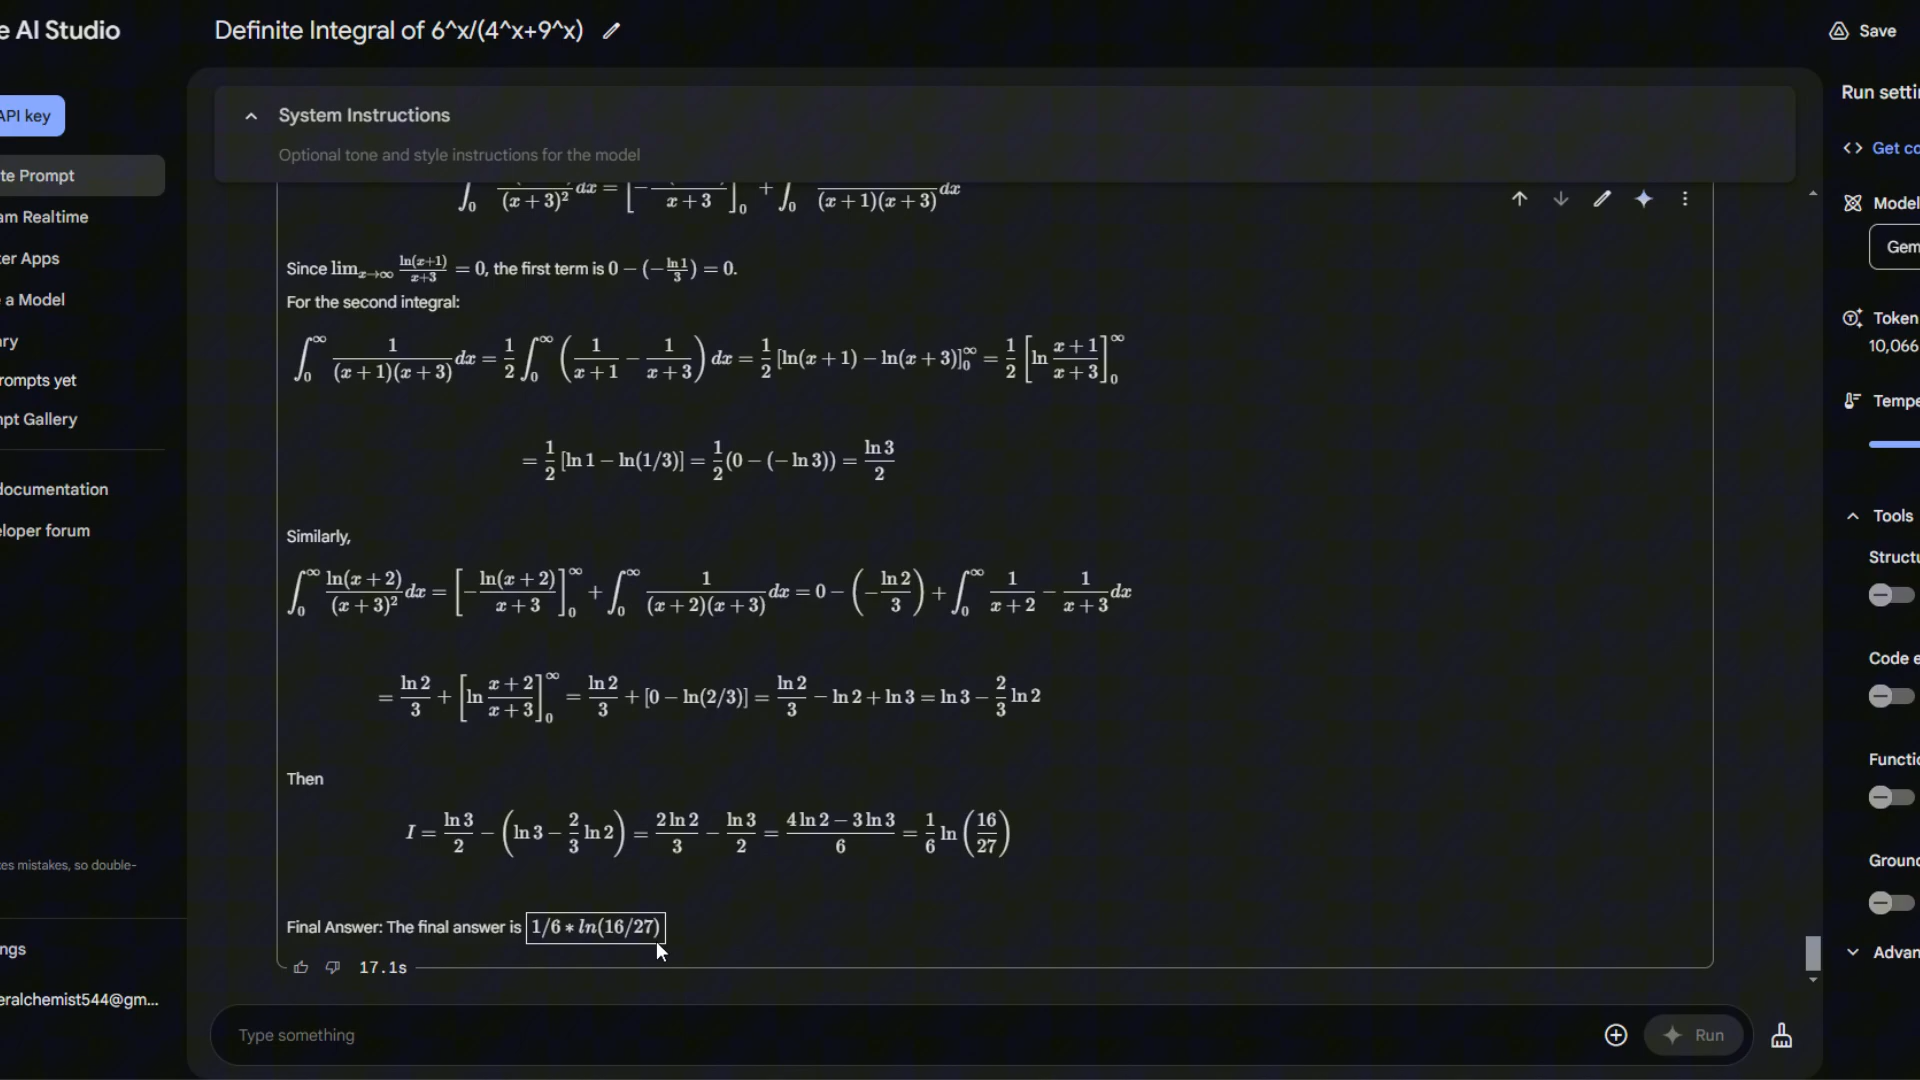 e AI Studio
Definite Integral of 6^x/(4^x+9^x)
Save
API key
te Prompt
am Realtime
er Apps
a Model
ry
rompts yet
pt Gallery
documentation
loper forum
es mistakes, so double-
ngs
eralchemist544@gm...
System Instructions
Optional tone and style instructions for the model
Since lim_{x→∞} ln(x+1)/(x+3) = 0, the first term is 0 − (−ln1/3) = 0.
For the second integral:
∫_0^∞ 1/((x+1)(x+3)) dx = 1/2 ∫_0^∞ (1/(x+1) − 1/(x+3)) dx = 1/2 [ln(x+1) − ln(x+3)]_0^∞ = 1/2 [ln (x+1)/(x+3)]_0^∞
= 1/2 [ln 1 − ln(1/3)] = 1/2 (0 − (− ln 3)) = ln 3/2
Similarly,
∫_0^∞ ln(x+2)/(x+3)² dx = [−ln(x+2)/(x+3)]_0^∞ + ∫_0^∞ 1/((x+2)(x+3)) dx = 0 − (−ln 2/3) + ∫_0^∞ 1/(x+2) − 1/(x+3) dx
= ln 2/3 + [ln (x+2)/(x+3)]_0^∞ = ln 2/3 + [0 − ln(2/3)] = ln 2/3 − ln 2 + ln 3 = ln 3 − 2/3 ln 2
Then
I = ln 3/2 − (ln 3 − 2/3 ln 2) = 2 ln 2/3 − ln 3/2 = (4 ln 2 − 3 ln 3)/6 = 1/6 ln (16/27)
Final Answer: The final answer is 1/6 * ln(16/27)
17.1s
Type something
Run
Run setti
<> Get co
Model
Gem
Token
10,066
Tempe
Tools
Structu
Code e
Functio
Ground
Advan